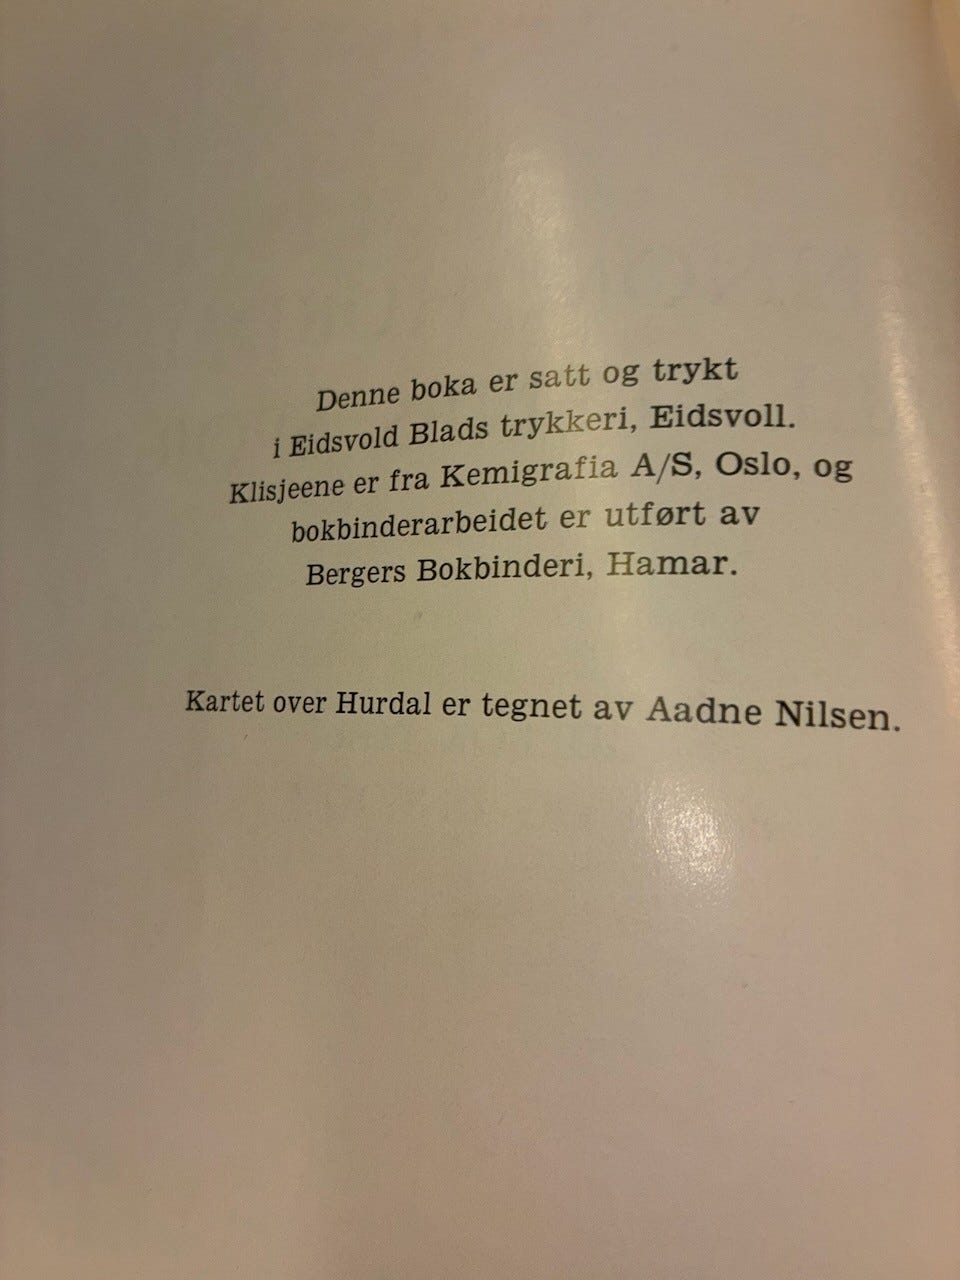 Denne boka er satt og trykt
i Eidsvold Blads trykkeri, Eidsvoll.
Klisjeene er fra Kemigrafia A/S, Oslo, og
bokbinderarbeidet er utført av
Bergers Bokbinderi, Hamar.
Kartet over Hurdal er tegnet av Aadne Nilsen.